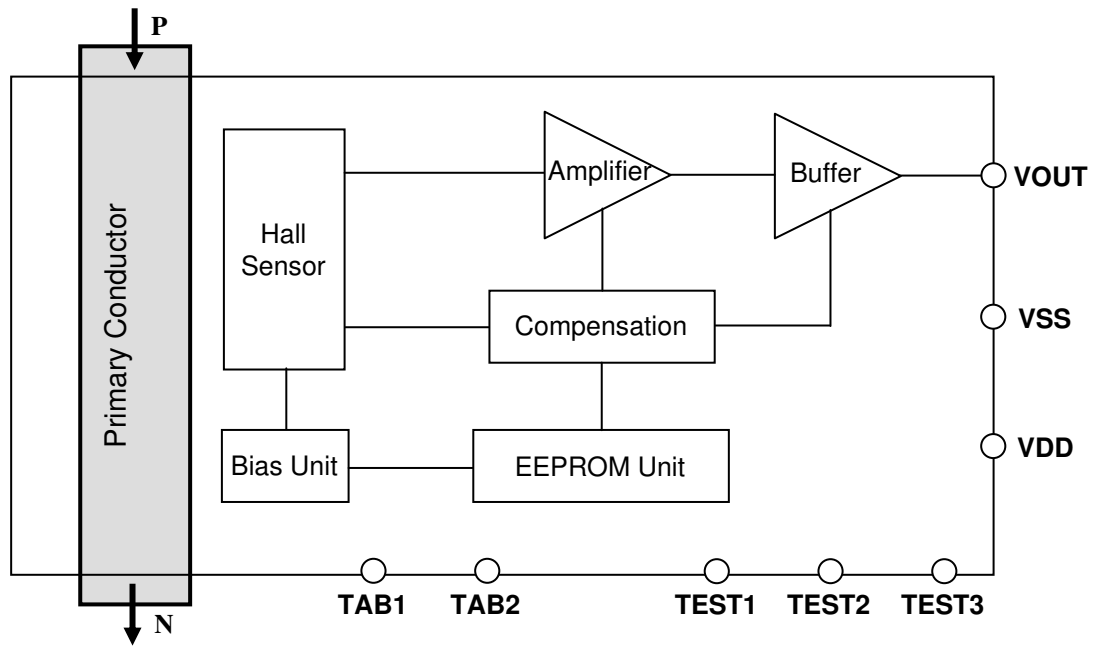 P
Primary Conductor
Hall
Sensor
Amplifier
Buffer
VOUT
Compensation
VSS
Bias Unit
EEPROM Unit
VDD
TAB1
TAB2
TEST1
TEST2
TEST3
N